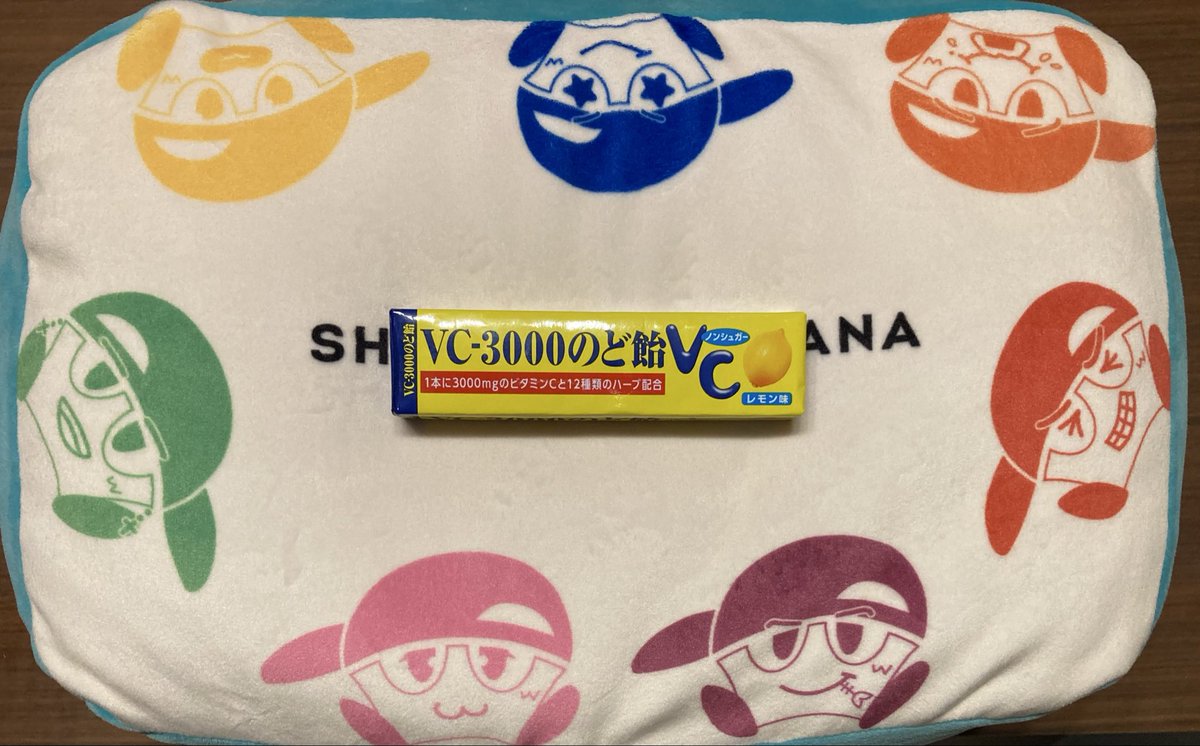 SH ANA
VC-3000のど飴
VC-3000のど飴
1本に3000mgのビタミンCと12種類のハーブ配合
VC
ノンシュガー
レモン味